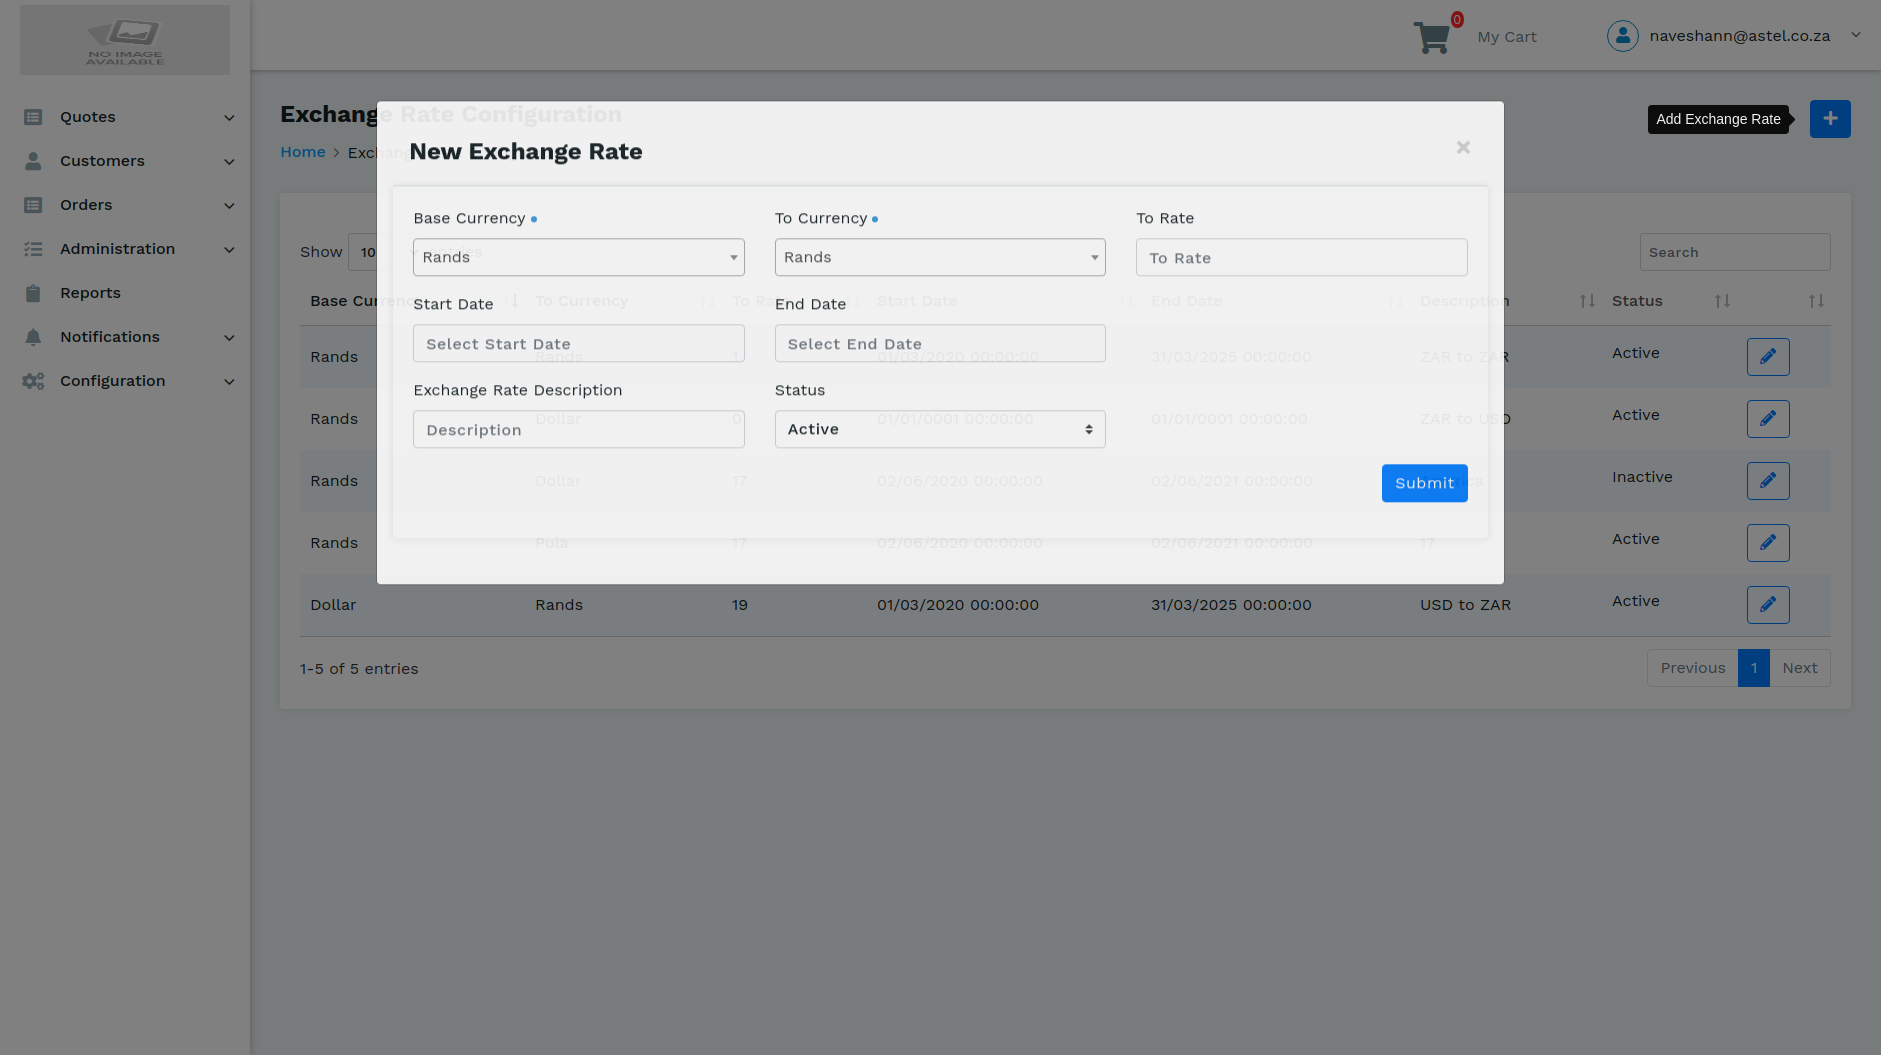 NO IMAGE
AVAILABLE
0
My Cart
naveshann@astel.co.za
Quotes
Customers
Orders
Administration
Reports
Notifications
Configuration
Exchange Rate Configuration
Add Exchange Rate
Home > Exchang
New Exchange Rate
×
Base Currency
To Currency
To Rate
Rands
Rands
To Rate
Start Date
End Date
Select Start Date
Select End Date
Exchange Rate Description
Status
Description
Active
Submit
Show 10 entries
Search
Base Currency To Currency To Rate Start Date End Date Description Status
Rands Rands 1 01/03/2020 00:00:00 31/03/2025 00:00:00 ZAR to ZAR Active
Rands Dollar 0 01/01/0001 00:00:00 01/01/0001 00:00:00 ZAR to USD Active
Rands Dollar 17 02/06/2020 00:00:00 02/06/2021 00:00:00 Inactive
Rands Pula 17 02/06/2020 00:00:00 02/06/2021 00:00:00 17 Active
Dollar Rands 19 01/03/2020 00:00:00 31/03/2025 00:00:00 USD to ZAR Active
1-5 of 5 entries
Previous 1 Next